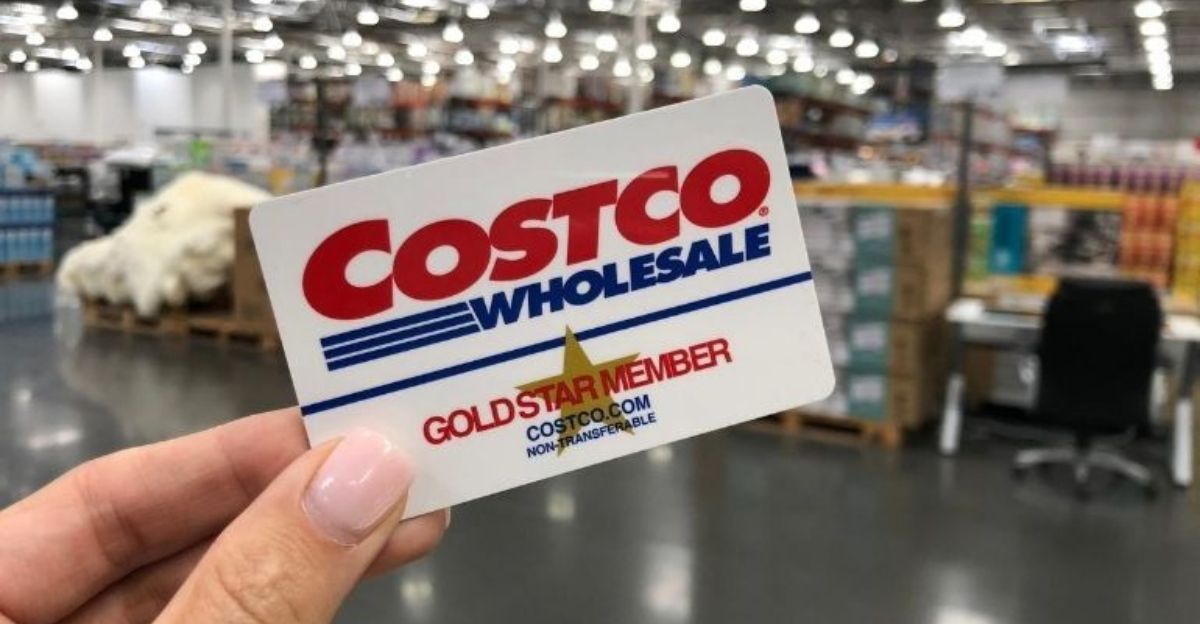 COSTCO®
WHOLESALE
GOLD STAR MEMBER
COSTCO.COM
NON-TRANSFERABLE